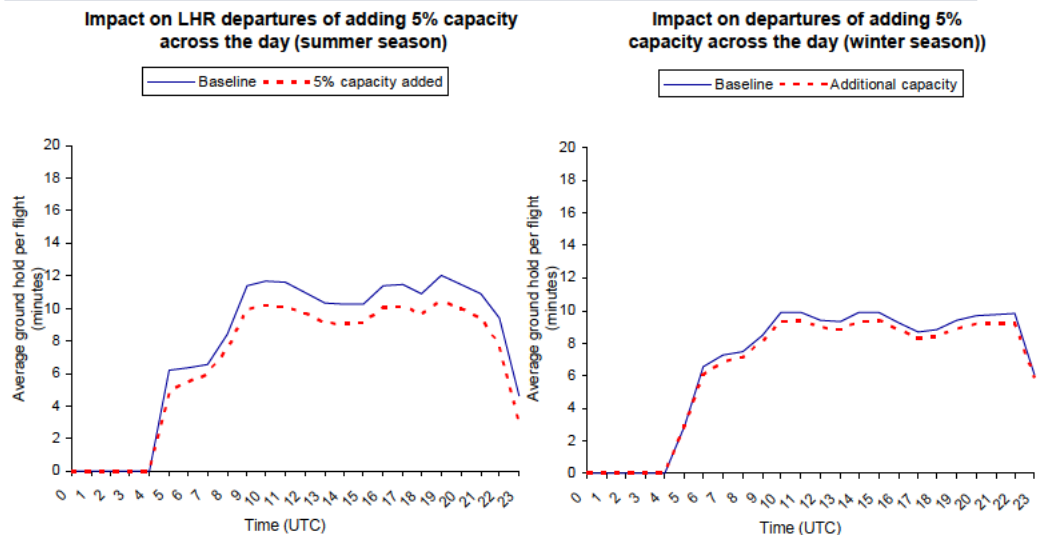 Impact on LHR departures of adding 5% capacity
across the day (summer season)
Baseline 5% capacity added
20
18
16
14
12
10
8
6
4
2
0
Average ground hold per flight
(minutes)
0 1 2 3 4 5 6 7 8 9 10 11 12 13 14 15 16 17 18 19 20 21 22 23
Time (UTC)
Impact on departures of adding 5%
capacity across the day (winter season))
Baseline Additional capacity
20
18
16
14
12
10
8
6
4
2
0
Average ground hold per flight
(minutes)
0 1 2 3 4 5 6 7 8 9 10 11 12 13 14 15 16 17 18 19 20 21 22 23
Time (UTC)